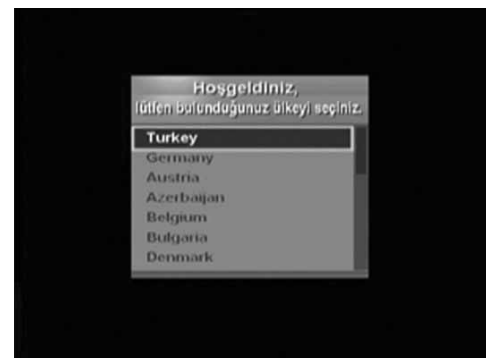 Hoşgeldiniz,
lütfen bulunduğunuz ülkeyi seçiniz.
Turkey
Germany
Austria
Azerbaijan
Belgium
Bulgaria
Denmark